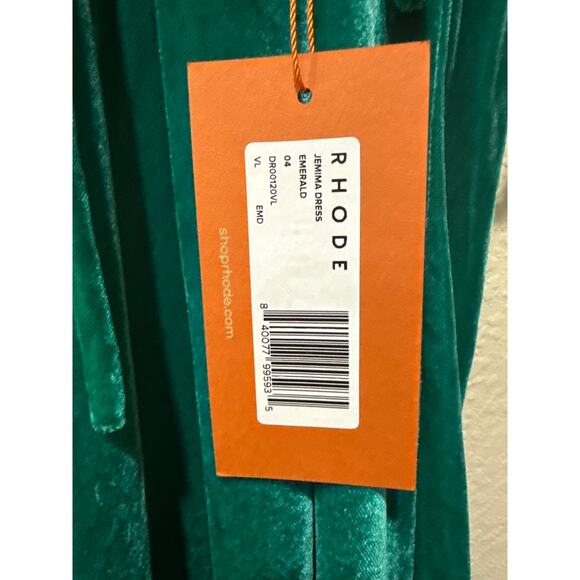 RHODE
JEMIMA DRESS
EMERALD
04
DR00120VL
VL EMD
8 40077 99593 5
shoprhode.com